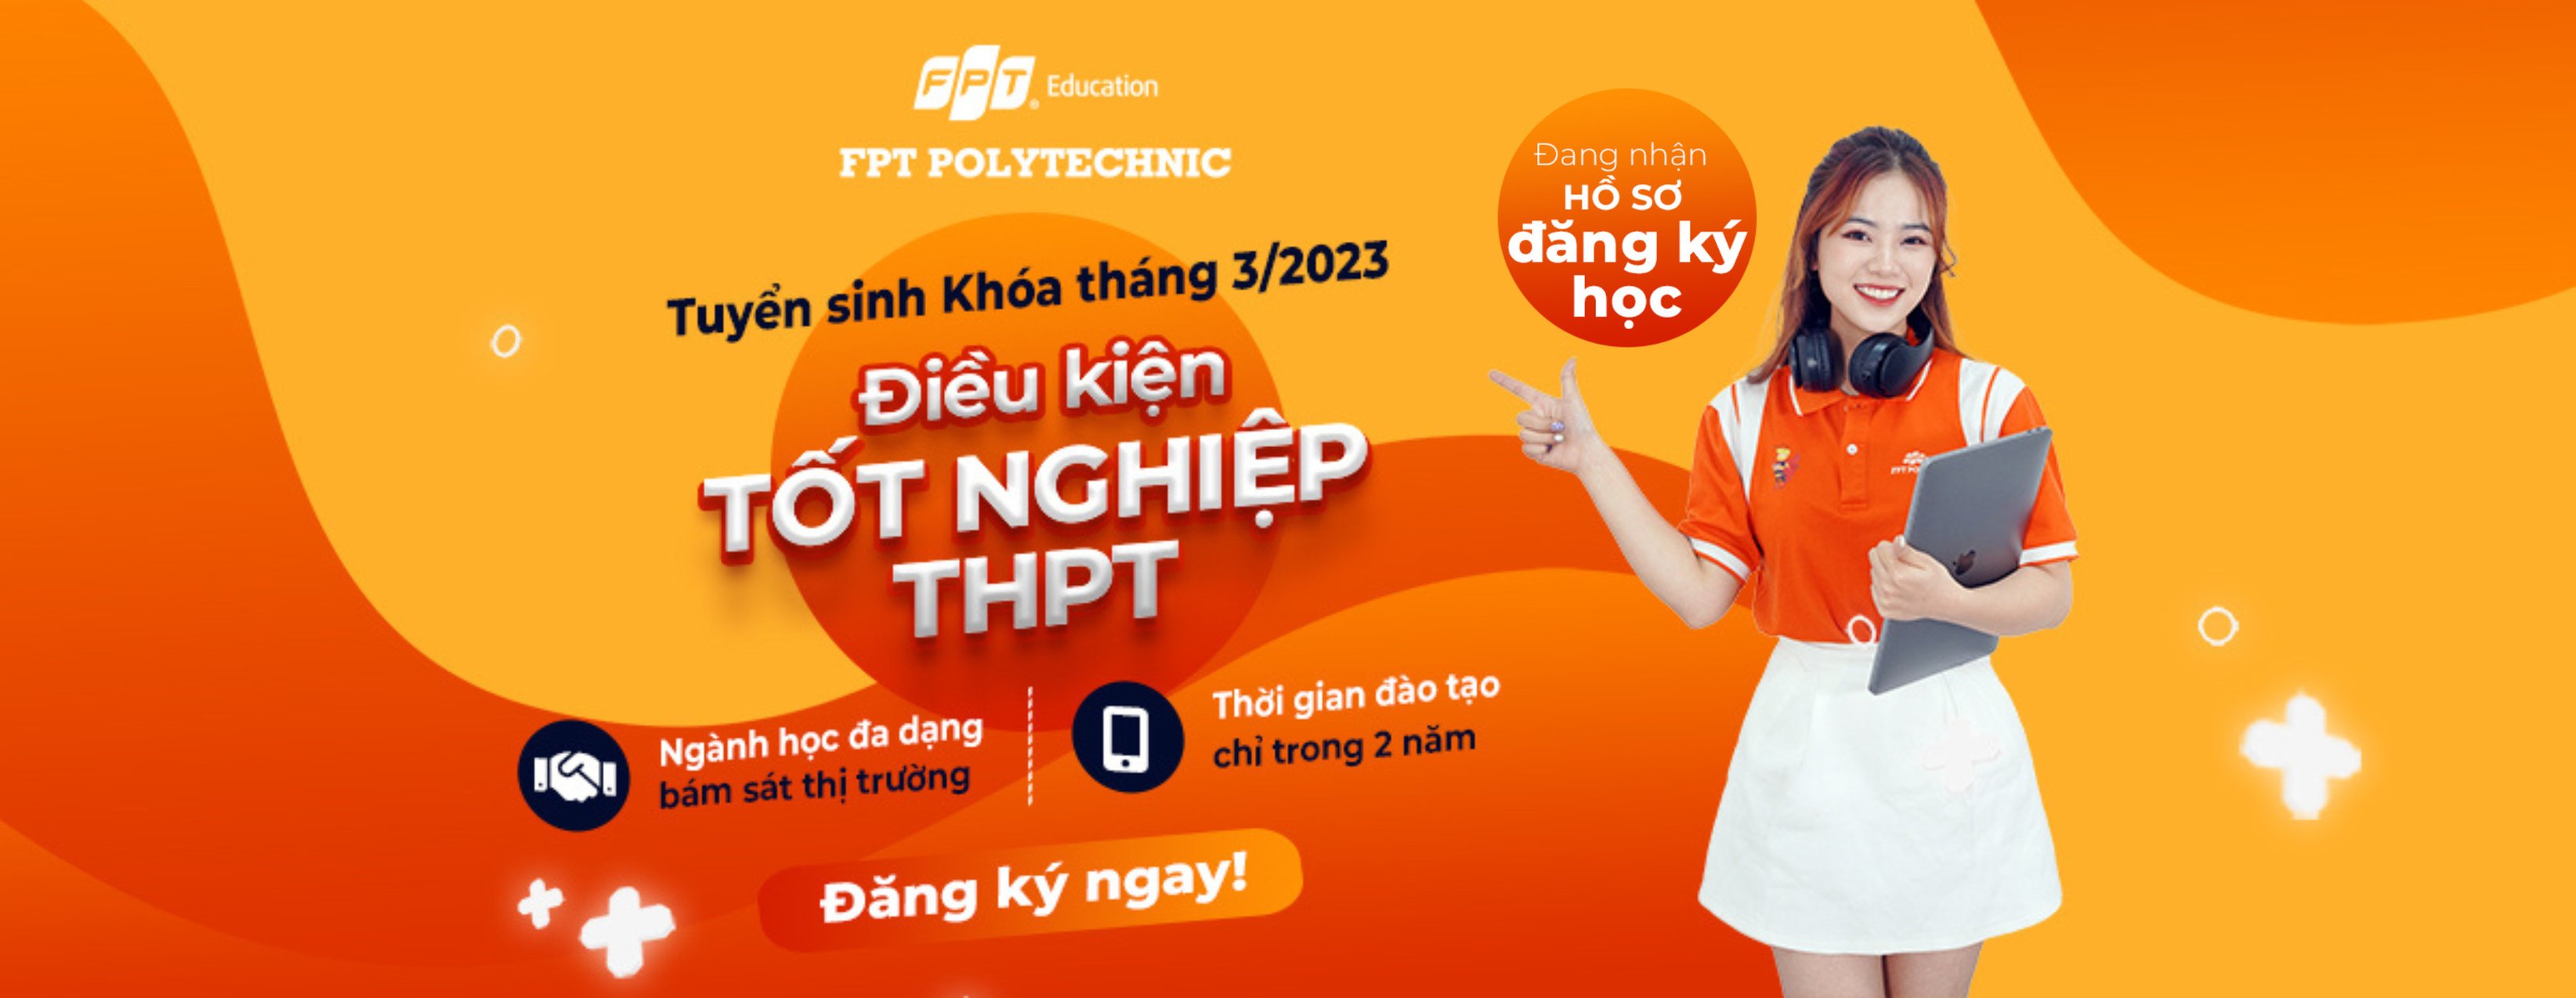 FPT Education
FPT POLYTECHNIC
Tuyển sinh Khóa tháng 3/2023
Điều kiện
TỐT NGHIỆP
THPT
Ngành học đa dạng
bám sát thị trường
Thời gian đào tạo
chỉ trong 2 năm
Đăng ký ngay!
Đang nhận
HỒ SƠ
đăng ký
học